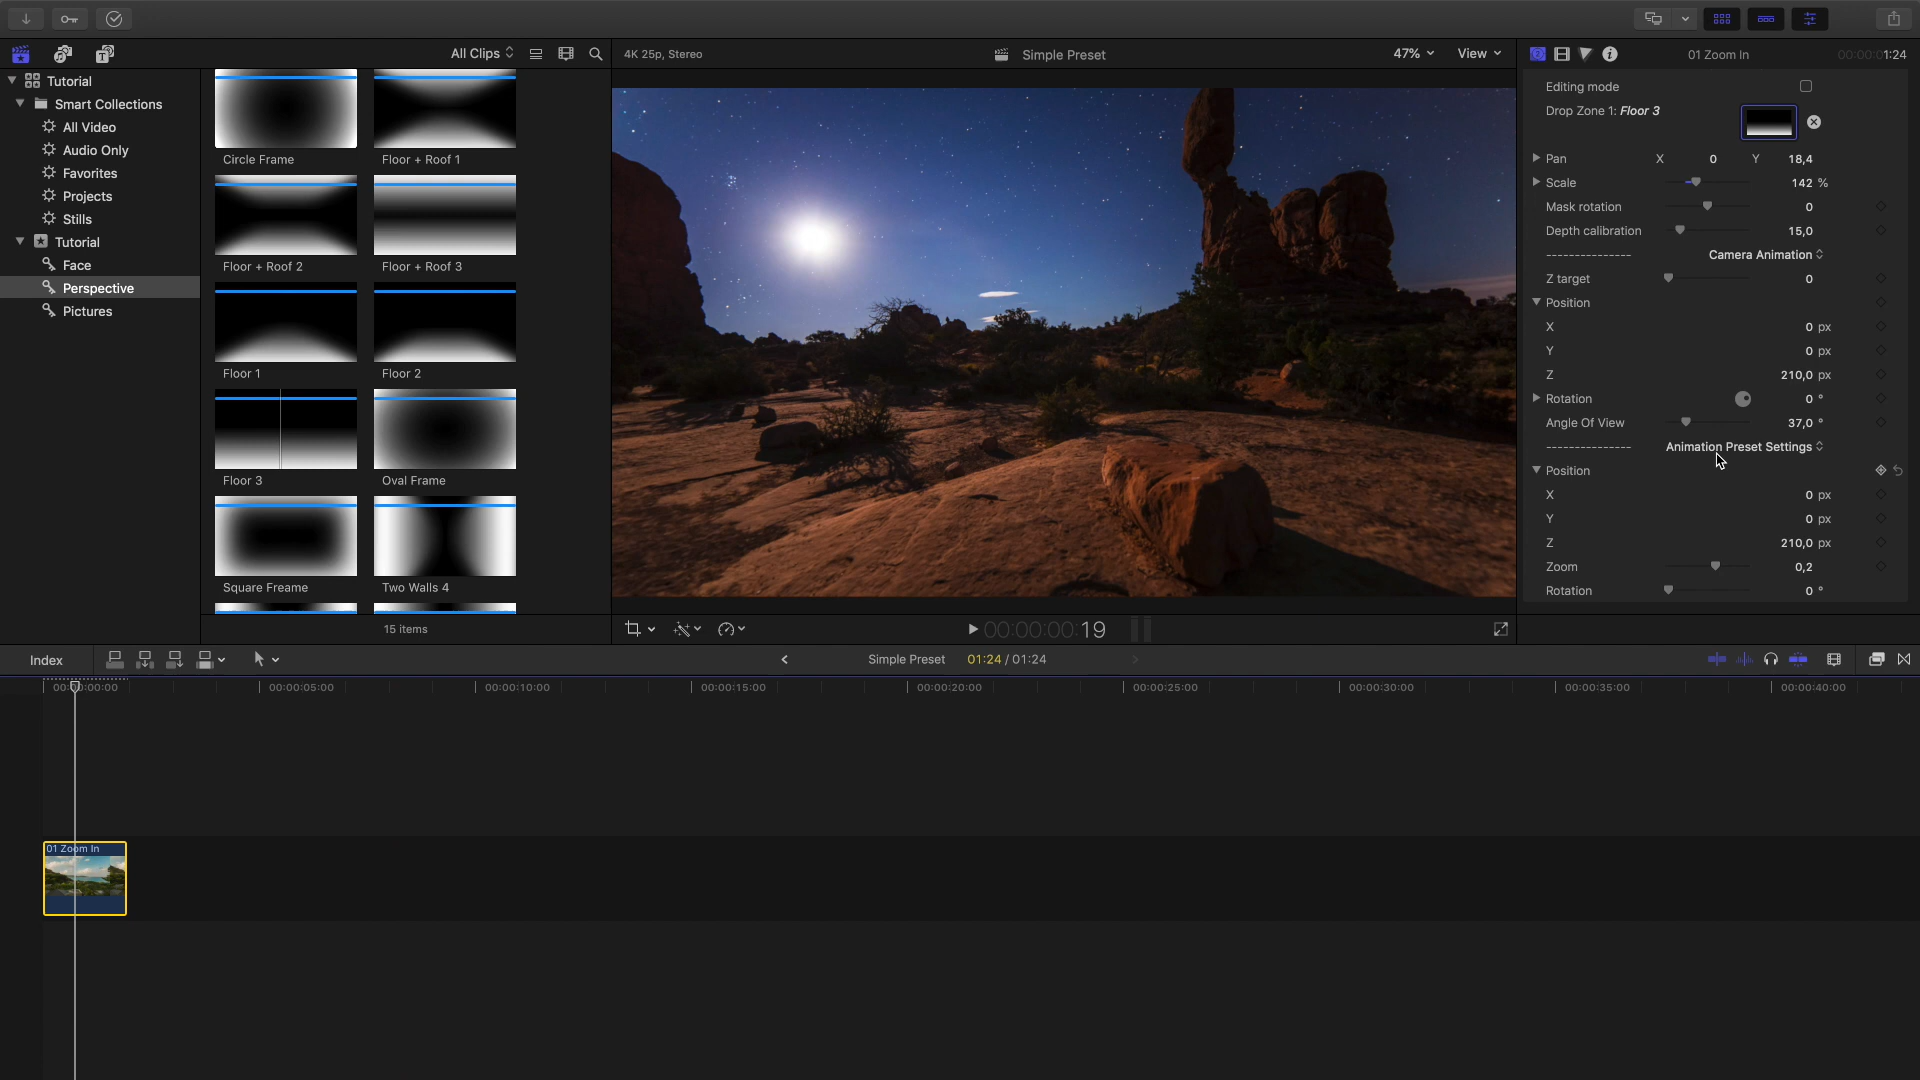 All Clips
4K 25p, Stereo
Simple Preset
47%
View
01 Zoom In
00:00:01:24
Tutorial
Smart Collections
All Video
Audio Only
Favorites
Projects
Stills
Tutorial
Face
Perspective
Pictures
Circle Frame
Floor + Roof 1
Floor + Roof 2
Floor + Roof 3
Floor 1
Floor 2
Floor 3
Oval Frame
Square Freame
Two Walls 4
15 items
Editing mode
Drop Zone 1: Floor 3
Pan X 0 Y 18,4
Scale 142 %
Mask rotation 0
Depth calibration 15,0
--------------- Camera Animation
Z target 0
Position
X 0 px
Y 0 px
Z 210,0 px
Rotation 0 °
Angle Of View 37,0 °
--------------- Animation Preset Settings
Position
X 0 px
Y 0 px
Z 210,0 px
Zoom 0,2
Rotation 0 °
00:00:00:19
Index
Simple Preset 01:24 / 01:24
00:00:00:00
00:00:05:00
00:00:10:00
00:00:15:00
00:00:20:00
00:00:25:00
00:00:30:00
00:00:35:00
00:00:40:00
01 Zoom In